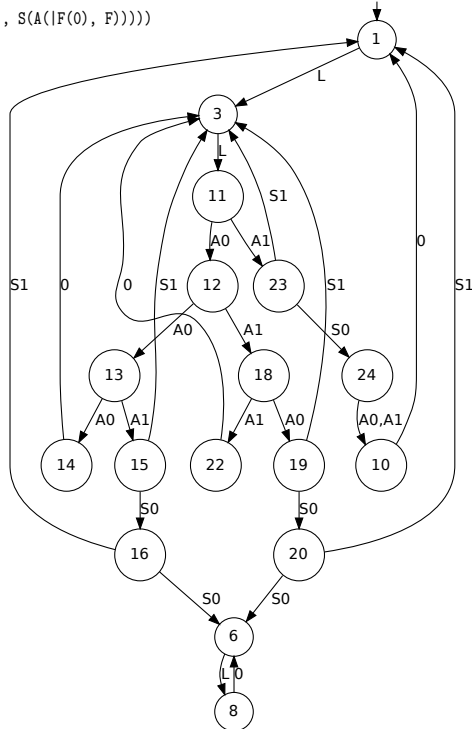 , S(A(|F(0), F)))))
1
L
3
L
11
S1
A0 A1
12 23
S1 0 0 S1 S1 0 S1
A0 A1 S0
13 18 24
A0 A1 A1 A0 A0,A1
14 15 22 19 10
S0 S0
16 20
S0 S0
6
L 0
8